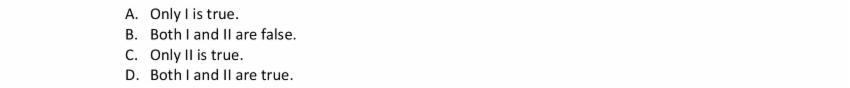 A. Only I is true.
B. Both I and II are false.
C. Only II is true.
D. Both I and II are true.